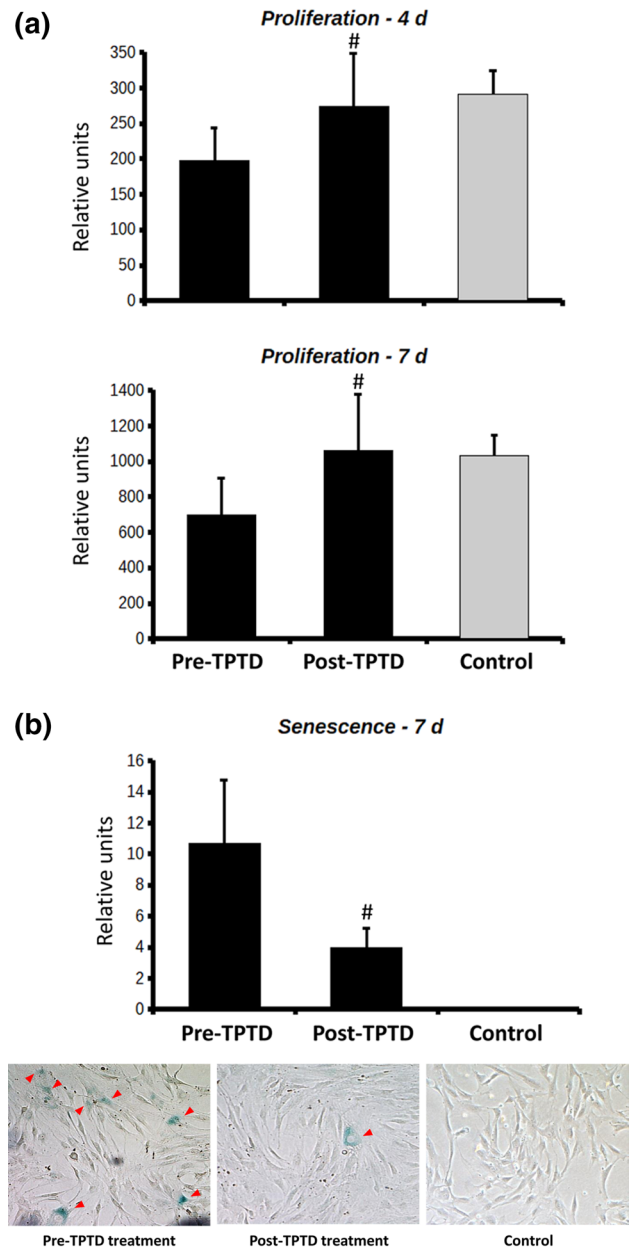 (a)
Proliferation - 4 d
#
350
300
250
200
150
100
50
0
Relative units
Proliferation - 7 d
#
1400
1200
1000
800
600
400
200
0
Relative units
Pre-TPTD Post-TPTD Control
(b)
Senescence - 7 d
16
14
12
10
8
6
4
2
0
Relative units
#
Pre-TPTD Post-TPTD Control
Pre-TPTD treatment Post-TPTD treatment Control